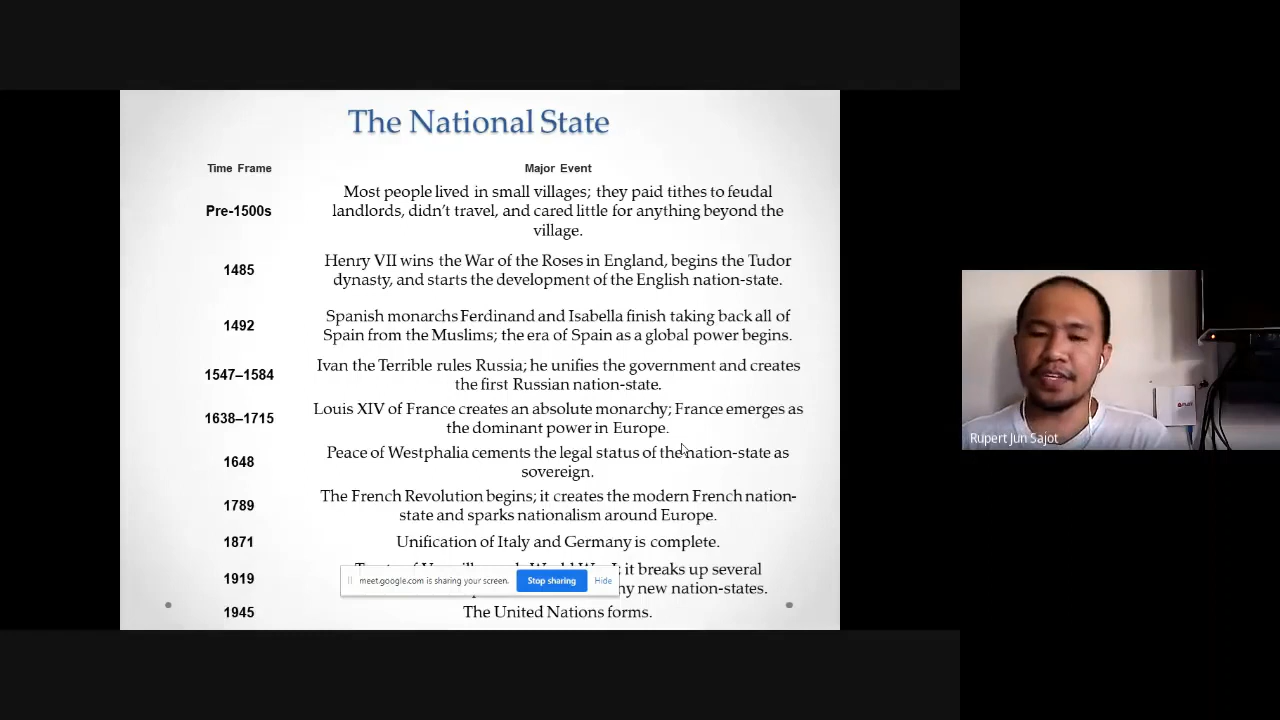 The National State
Time Frame Major Event
Most people lived in small villages; they paid tithes to feudal
Pre-1500s landlords, didn't travel, and cared little for anything beyond the
village.
Henry VII wins the War of the Roses in England, begins the Tudor
1485 dynasty, and starts the development of the English nation-state.
Spanish monarchs Ferdinand and Isabella finish taking back all of
1492 Spain from the Muslims; the era of Spain as a global power begins.
Ivan the Terrible rules Russia; he unifies the government and creates
1547–1584 the first Russian nation-state.
Louis XIV of France creates an absolute monarchy; France emerges as
1638–1715 the dominant power in Europe.
Peace of Westphalia cements the legal status of the nation-state as
1648 sovereign.
The French Revolution begins; it creates the modern French nation-
1789 state and sparks nationalism around Europe.
1871 Unification of Italy and Germany is complete.
1919 it breaks up several
new nation-states.
meet.google.com is sharing your screen. Stop sharing Hide
1945 The United Nations forms.
Rupert Jun Sajot